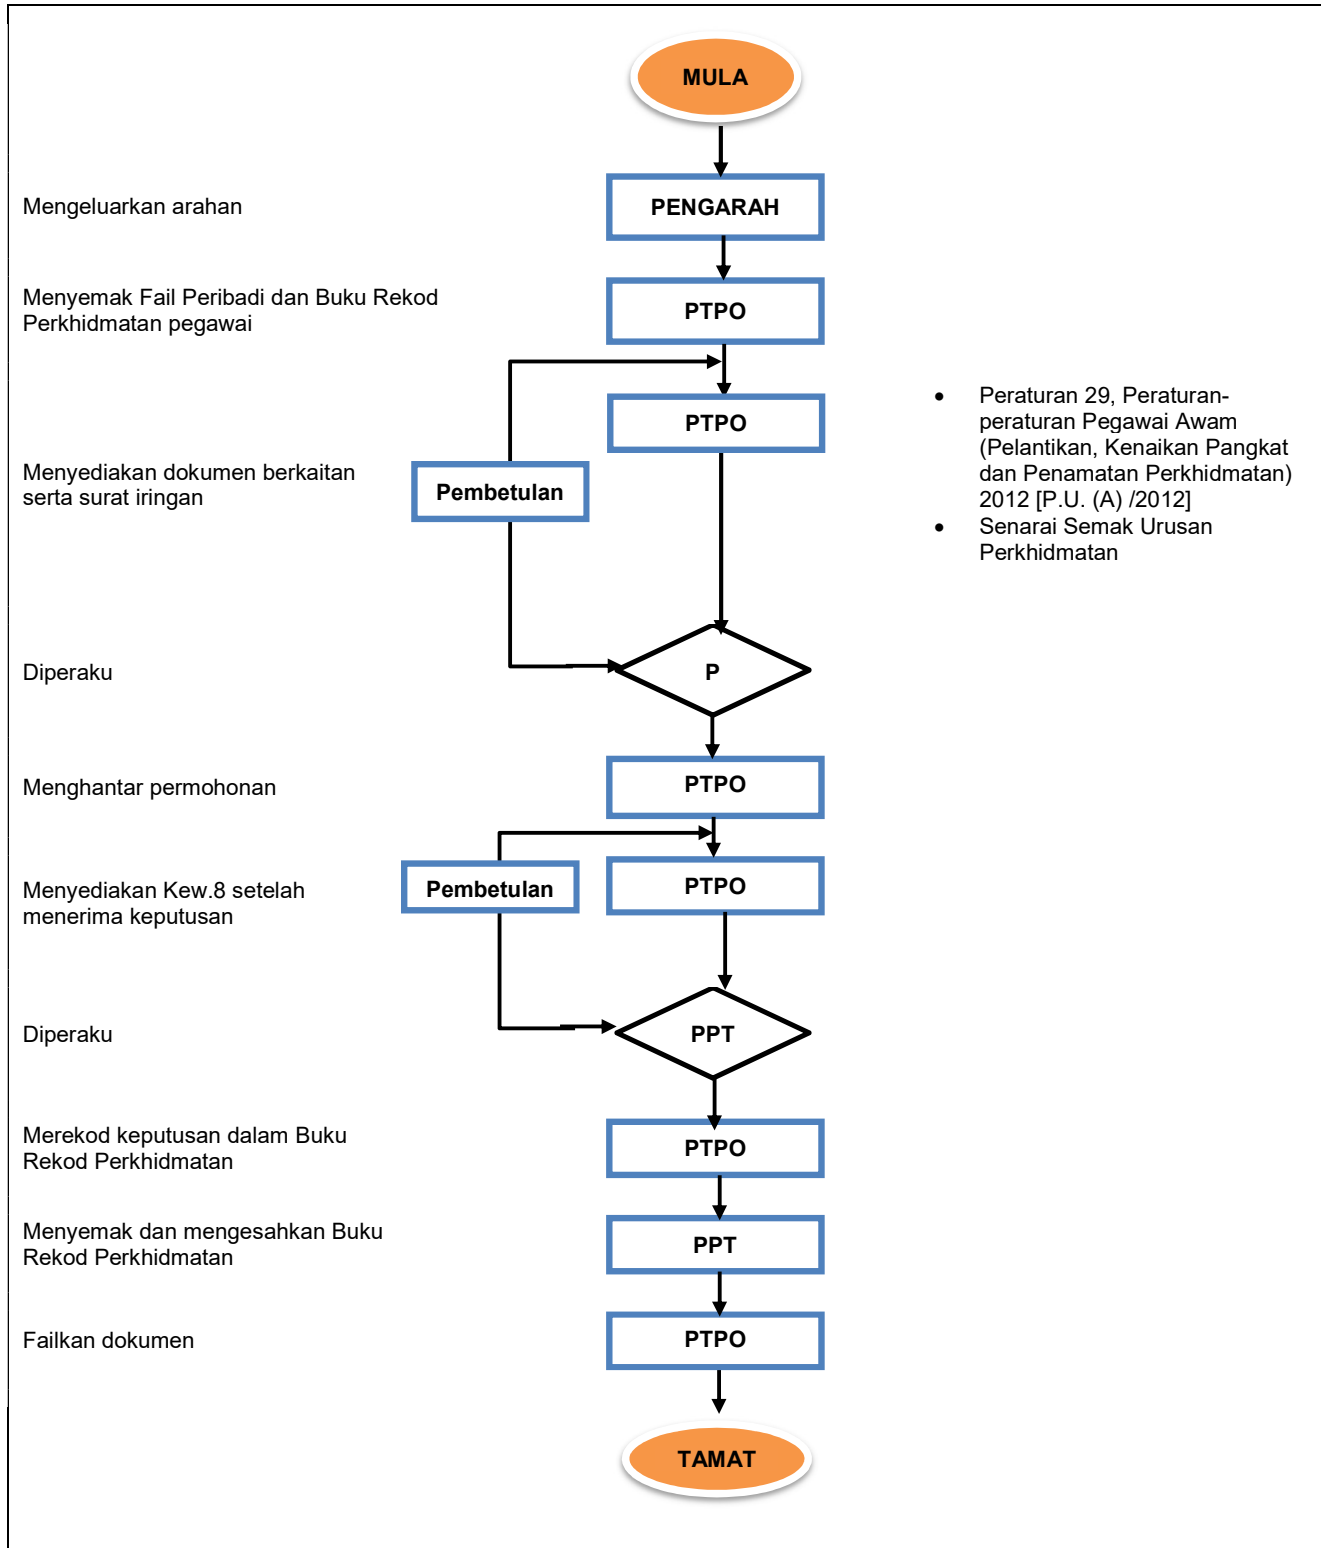 MULA
Mengeluarkan arahan
PENGARAH
Menyemak Fail Peribadi dan Buku Rekod
Perkhidmatan pegawai
PTPO
PTPO
Menyediakan dokumen berkaitan
serta surat iringan
Pembetulan
• Peraturan 29, Peraturan-
peraturan Pegawai Awam
(Pelantikan, Kenaikan Pangkat
dan Penamatan Perkhidmatan)
2012 [P.U. (A) /2012]
• Senarai Semak Urusan
Perkhidmatan
Diperaku
P
Menghantar permohonan
PTPO
Menyediakan Kew.8 setelah
menerima keputusan
Pembetulan
PTPO
Diperaku
PPT
Merekod keputusan dalam Buku
Rekod Perkhidmatan
PTPO
Menyemak dan mengesahkan Buku
Rekod Perkhidmatan
PPT
Failkan dokumen
PTPO
TAMAT